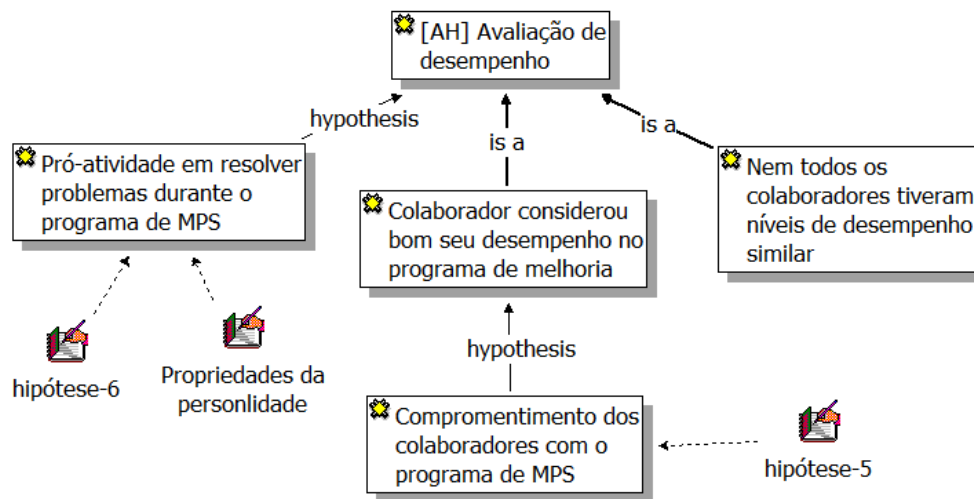 [AH] Avaliação de
desempenho
hypothesis
is a
is a
Pró-atividade em resolver
problemas durante o
programa de MPS
Colaborador considerou
bom seu desempenho no
programa de melhoria
Nem todos os
colaboradores tiveram
níveis de desempenho
similar
hipótese-6
Propriedades da
personlidade
hypothesis
Compromentimento dos
colaboradores com o
programa de MPS
hipótese-5